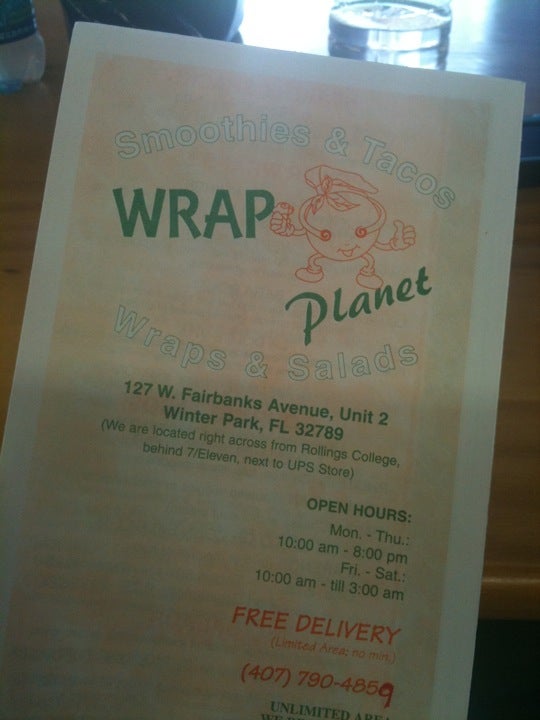 Smoothies & Tacos
WRAP
Planet
Wraps & Salads
127 W. Fairbanks Avenue, Unit 2
Winter Park, FL 32789
(We are located right across from Rollings College,
behind 7/Eleven, next to UPS Store)
OPEN HOURS:
Mon. - Thu.:
10:00 am - 8:00 pm
Fri. - Sat.:
10:00 am - till 3:00 am
FREE DELIVERY
(Limited Area; no min.)
(407) 790-4859
UNLIMITED AREA